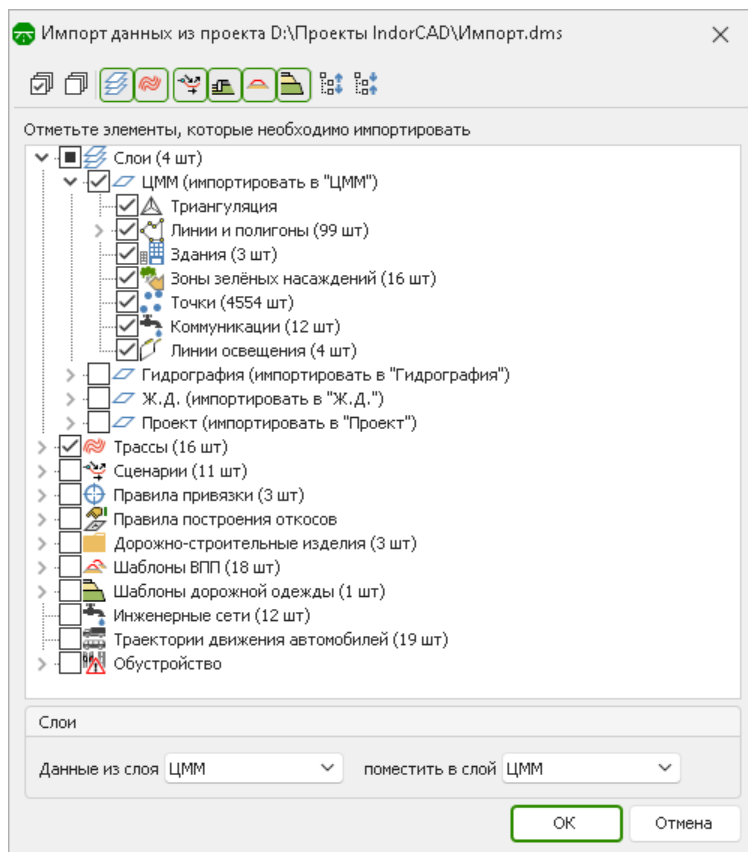 Импорт данных из проекта D:\Проекты IndorCAD\Импорт.dms
Отметьте элементы, которые необходимо импортировать
Слои (4 шт)
ЦММ (импортировать в "ЦММ")
Триангуляция
Линии и полигоны (99 шт)
Здания (3 шт)
Зоны зелёных насаждений (16 шт)
Точки (4554 шт)
Коммуникации (12 шт)
Линии освещения (4 шт)
Гидрография (импортировать в "Гидрография")
Ж.Д. (импортировать в "Ж.Д.")
Проект (импортировать в "Проект")
Трассы (16 шт)
Сценарии (11 шт)
Правила привязки (3 шт)
Правила построения откосов
Дорожно-строительные изделия (3 шт)
Шаблоны ВПП (18 шт)
Шаблоны дорожной одежды (1 шт)
Инженерные сети (12 шт)
Траектории движения автомобилей (19 шт)
Обустройство
Слои
Данные из слоя ЦММ поместить в слой ЦММ
ОК Отмена